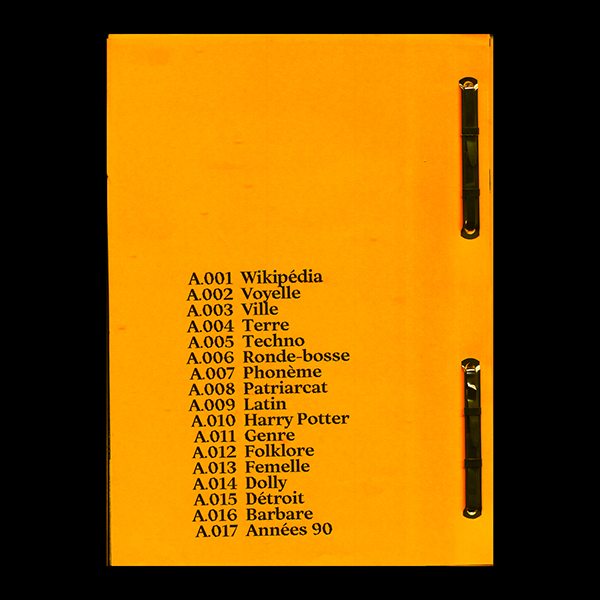 A.001 Wikipédia
A.002 Voyelle
A.003 Ville
A.004 Terre
A.005 Techno
A.006 Ronde-bosse
A.007 Phonème
A.008 Patriarcat
A.009 Latin
A.010 Harry Potter
A.011 Genre
A.012 Folklore
A.013 Femelle
A.014 Dolly
A.015 Détroit
A.016 Barbare
A.017 Années 90